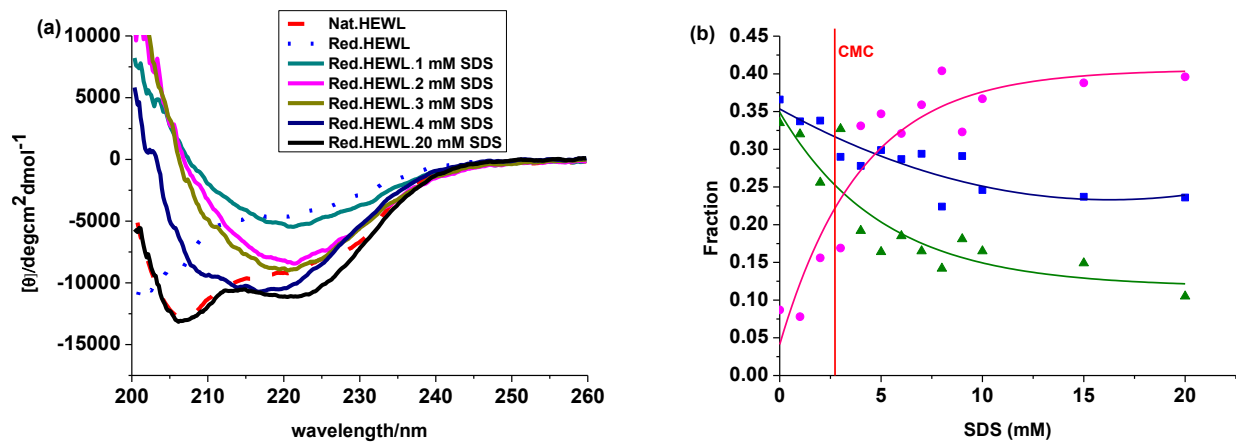 (a)
[θ]/degcm² dmol⁻¹
10000
5000
0
-5000
-10000
-15000
200 210 220 230 240 250 260
wavelength/nm
Nat.HEWL
Red.HEWL
Red.HEWL.1 mM SDS
Red.HEWL.2 mM SDS
Red.HEWL.3 mM SDS
Red.HEWL.4 mM SDS
Red.HEWL.20 mM SDS
(b)
CMC
Fraction
0.45
0.40
0.35
0.30
0.25
0.20
0.15
0.10
0.05
0.00
0 5 10 15 20
SDS (mM)